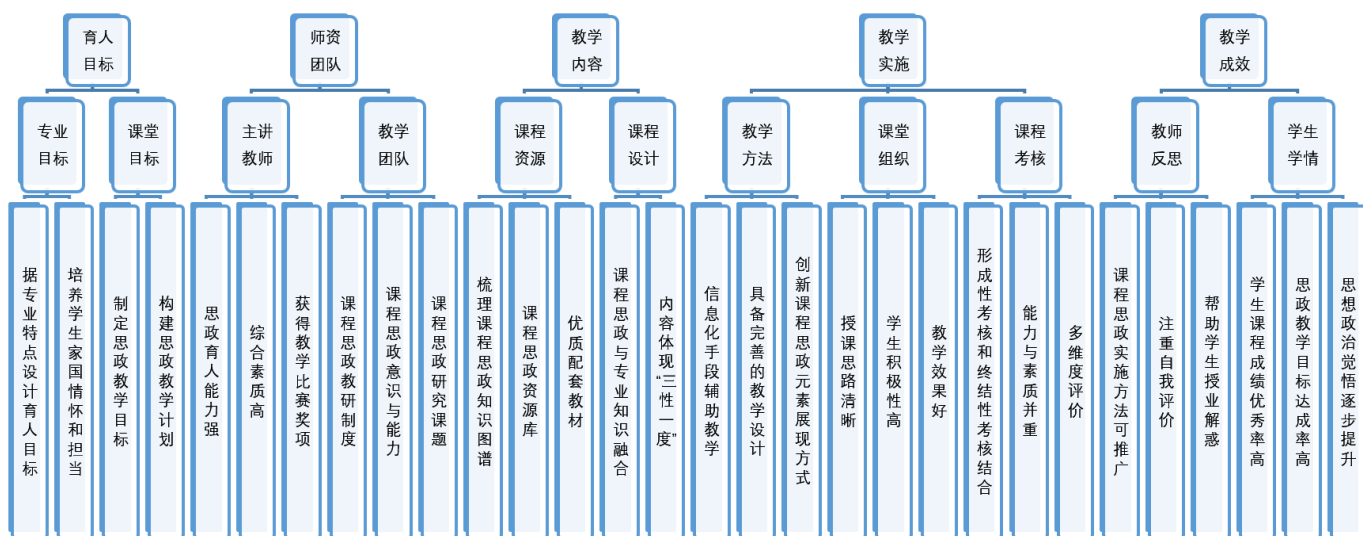 育人
目标
师资
团队
教学
内容
教学
实施
教学
成效
专业
目标
课堂
目标
主讲
教师
教学
团队
课程
资源
课程
设计
教学
方法
课堂
组织
课程
考核
教师
反思
学生
学情
据专业特点设计育人目标
培养学生家国情怀和担当
制定思政教学目标
构建思政教学计划
思政育人能力强
综合素质高
获得教学比赛奖项
课程思政教研制度
课程思政意识与能力
课程思政研究课题
梳理课程思政知识图谱
课程思政资源库
优质配套教材
课程思政与专业知识融合
内容体现“三性一度”
信息化手段辅助教学
具备完善的教学设计
创新课程思政元素展现方式
授课思路清晰
学生积极性高
教学效果好
形成性考核和终结性考核结合
能力与素质并重
多维度评价
课程思政实施方法可推广
注重自我评价
帮助学生授业解惑
学生课程成绩优秀率高
思政教学目标达成率高
思想政治觉悟逐步提升